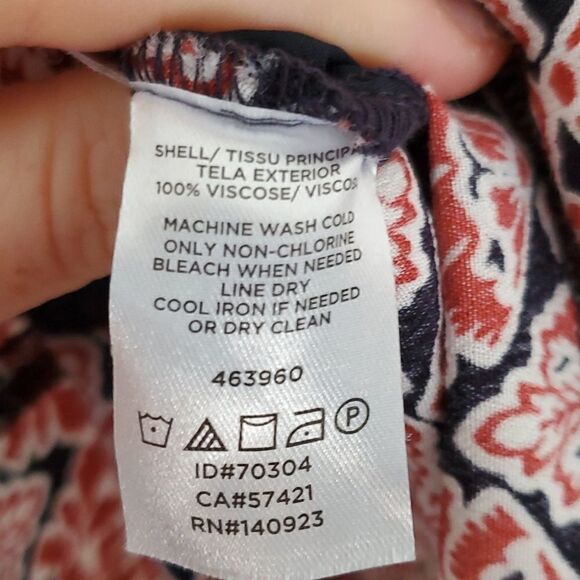 SHELL/ TISSU PRINCIPA
TELA EXTERIOR
100% VISCOSE/ VISCOS
MACHINE WASH COLD
ONLY NON-CHLORINE
BLEACH WHEN NEEDED
LINE DRY
COOL IRON IF NEEDED
OR DRY CLEAN
463960
P
ID#70304
CA#57421
RN#140923